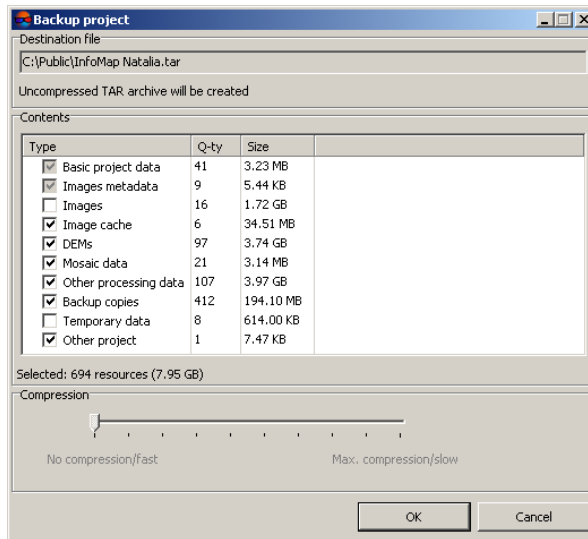 Backup project
Destination file
C:\Public\InfoMap Natalia.tar
Uncompressed TAR archive will be created
Contents
Type Q-ty Size
Basic project data 41 3.23 MB
Images metadata 9 5.44 KB
Images 16 1.72 GB
Image cache 6 34.51 MB
DEMs 97 3.74 GB
Mosaic data 21 3.14 MB
Other processing data 107 3.97 GB
Backup copies 412 194.10 MB
Temporary data 8 614.00 KB
Other project 1 7.47 KB
Selected: 694 resources (7.95 GB)
Compression
No compression/fast Max. compression/slow
OK Cancel